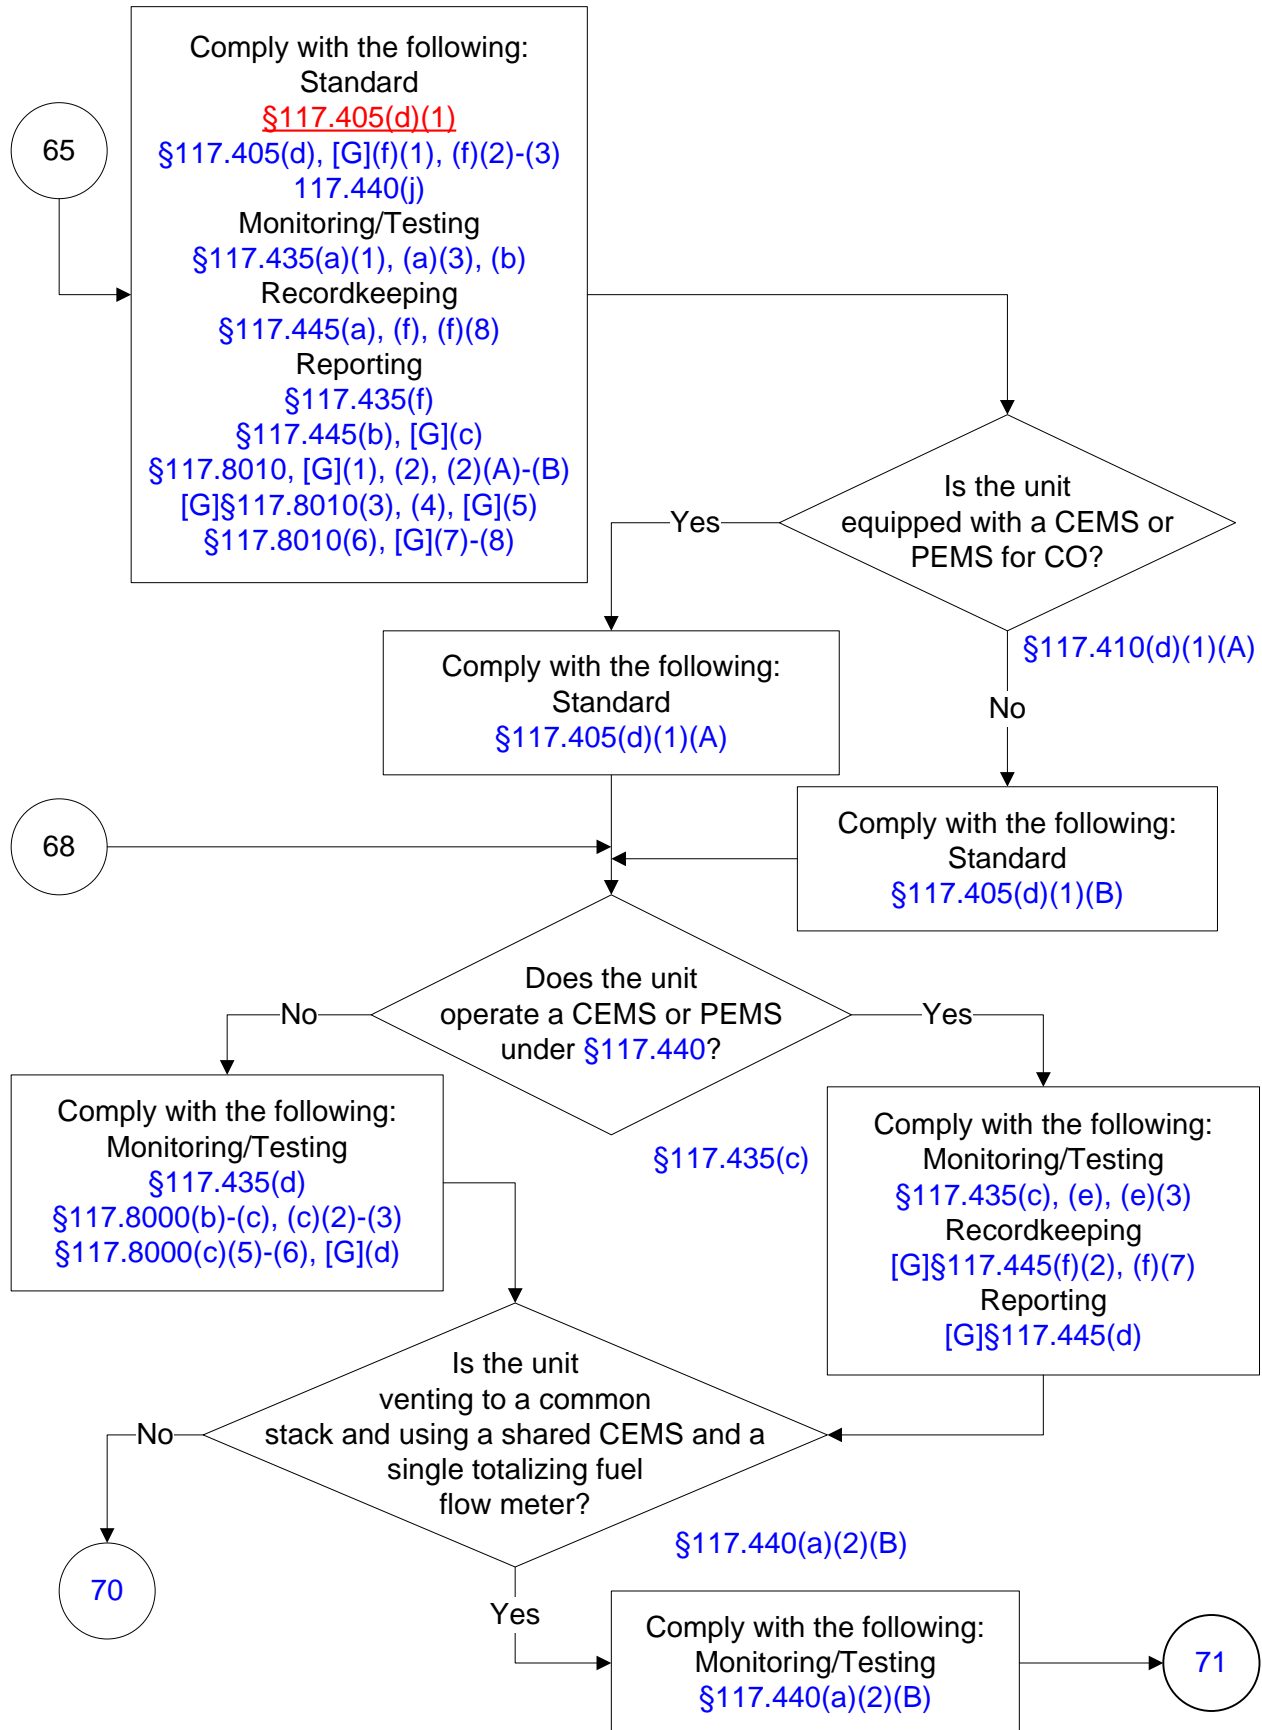 65
Comply with the following:
Standard
§117.405(d)(1)
§117.405(d), [G](f)(1), (f)(2)-(3)
117.440(j)
Monitoring/Testing
§117.435(a)(1), (a)(3), (b)
Recordkeeping
§117.445(a), (f), (f)(8)
Reporting
§117.435(f)
§117.445(b), [G](c)
§117.8010, [G](1), (2), (2)(A)-(B)
[G]§117.8010(3), (4), [G](5)
§117.8010(6), [G](7)-(8)
Is the unit
equipped with a CEMS or
PEMS for CO?
Yes
§117.410(d)(1)(A)
No
Comply with the following:
Standard
§117.405(d)(1)(A)
68
Comply with the following:
Standard
§117.405(d)(1)(B)
Does the unit
operate a CEMS or PEMS
under §117.440?
No
Yes
§117.435(c)
Comply with the following:
Monitoring/Testing
§117.435(d)
§117.8000(b)-(c), (c)(2)-(3)
§117.8000(c)(5)-(6), [G](d)
Comply with the following:
Monitoring/Testing
§117.435(c), (e), (e)(3)
Recordkeeping
[G]§117.445(f)(2), (f)(7)
Reporting
[G]§117.445(d)
Is the unit
venting to a common
stack and using a shared CEMS and a
single totalizing fuel
flow meter?
No
§117.440(a)(2)(B)
70
Yes
Comply with the following:
Monitoring/Testing
§117.440(a)(2)(B)
71